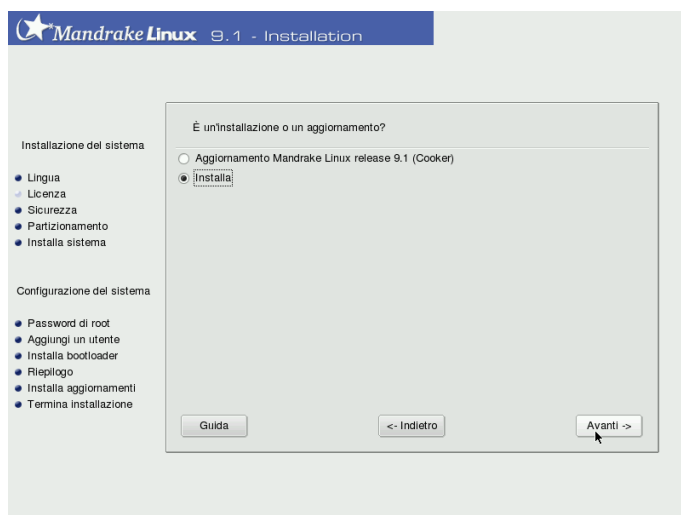 Mandrake Linux 9.1 - Installation
È un'installazione o un aggiornamento?
Aggiornamento Mandrake Linux release 9.1 (Cooker)
Installa
Installazione del sistema
Lingua
Licenza
Sicurezza
Partizionamento
Installa sistema
Configurazione del sistema
Password di root
Aggiungi un utente
Installa bootloader
Riepilogo
Installa aggiornamenti
Termina installazione
Guida
<- Indietro
Avanti ->